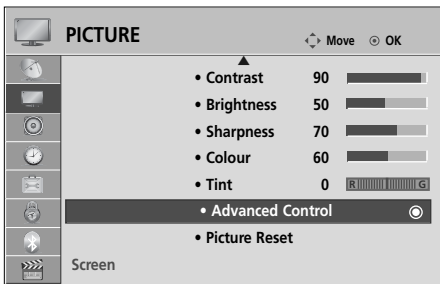 PICTURE Move OK
• Contrast 90
• Brightness 50
• Sharpness 70
• Colour 60
• Tint 0 R G
• Advanced Control
• Picture Reset
Screen